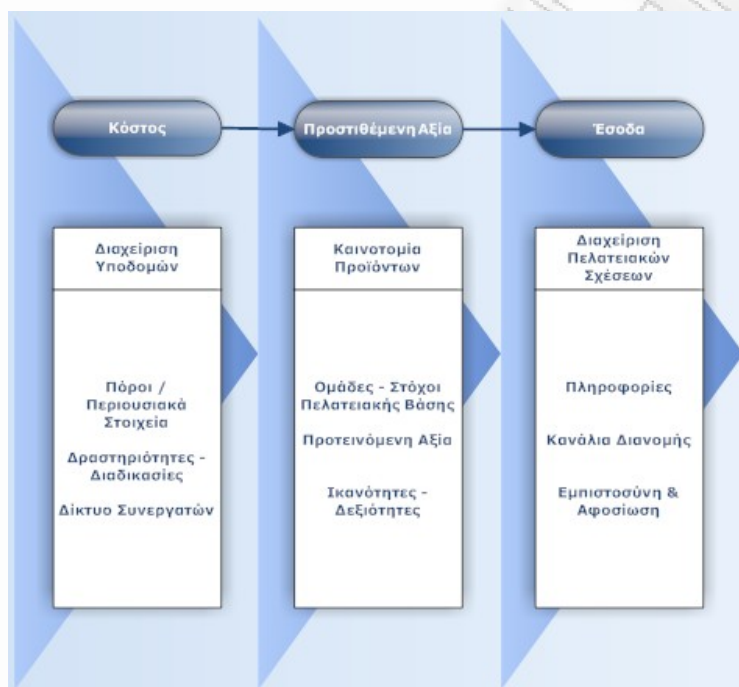 Κόστος
Προστιθέμενη Αξία
Έσοδα
Διαχείριση
Υποδομών
Πόροι /
Περιουσιακά
Στοιχεία
Δραστηριότητες -
Διαδικασίες
Δίκτυο Συνεργατών
Καινοτομία
Προϊόντων
Ομάδες - Στόχοι
Πελατειακής Βάσης
Προτεινόμενη Αξία
Ικανότητες -
Δεξιότητες
Διαχείριση
Πελατειακών
Σχέσεων
Πληροφορίες
Κανάλια Διανομής
Εμπιστοσύνη &
Αφοσίωση